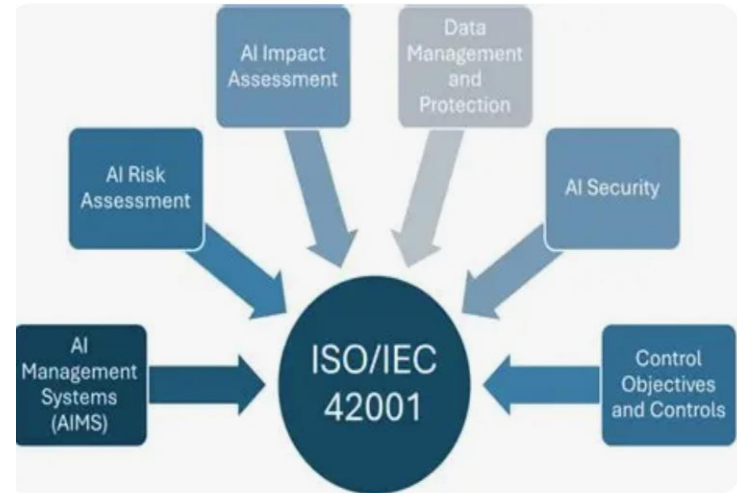 AI Impact
Assessment
Data
Management
and
Protection
AI Risk
Assessment
AI Security
AI
Management
Systems
(AIMS)
ISO/IEC
42001
Control
Objectives
and Controls